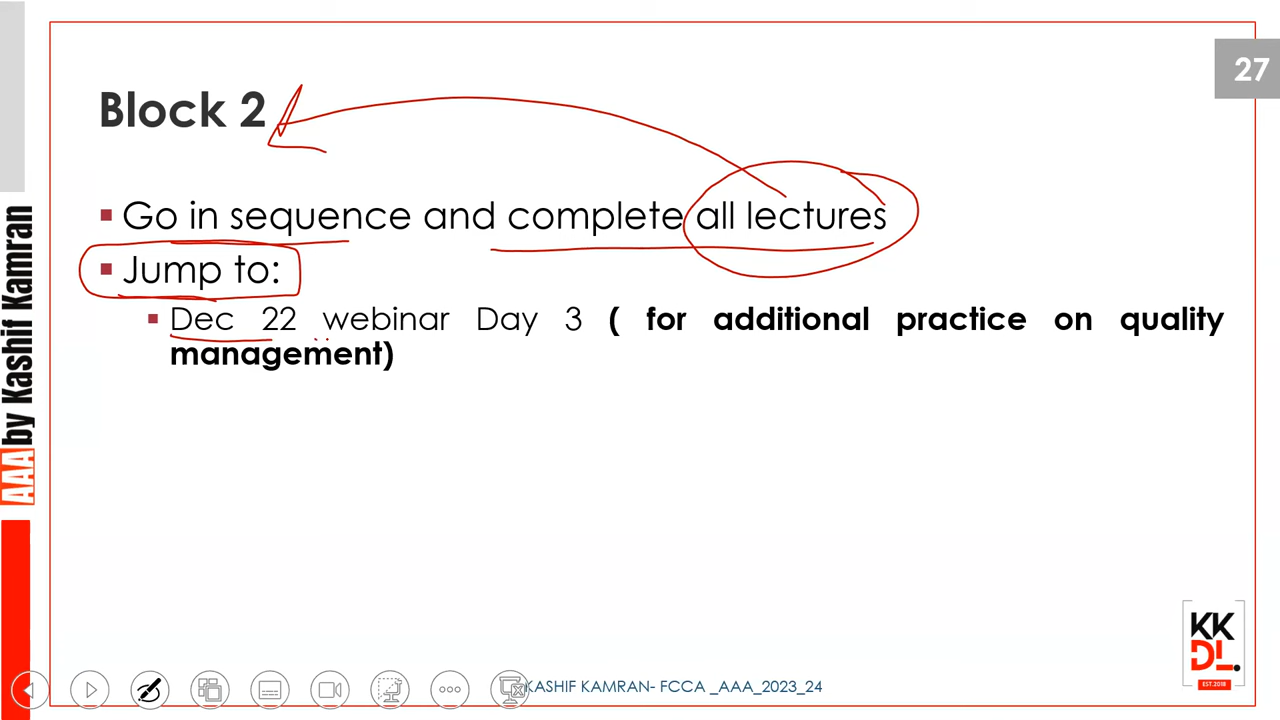 27
Block 2
Go in sequence and complete all lectures
Jump to:
Dec 22 webinar Day 3 ( for additional practice on quality
management)
AAA by Kashif Kamran
KK
DL.
EST.2018
KASHIF KAMRAN- FCCA _AAA_2023_24